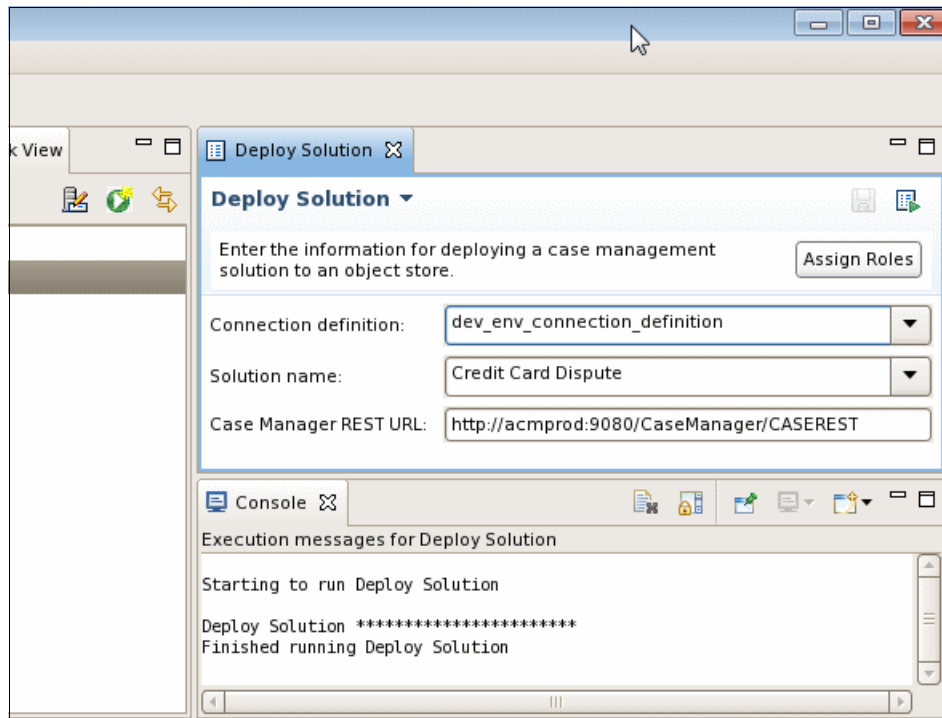 k View
Deploy Solution
Deploy Solution
Enter the information for deploying a case management
solution to an object store.
Assign Roles
Connection definition:
dev_env_connection_definition
Solution name:
Credit Card Dispute
Case Manager REST URL:
http://acmprod:9080/CaseManager/CASEREST
Console
Execution messages for Deploy Solution
Starting to run Deploy Solution
Deploy Solution ***********************
Finished running Deploy Solution